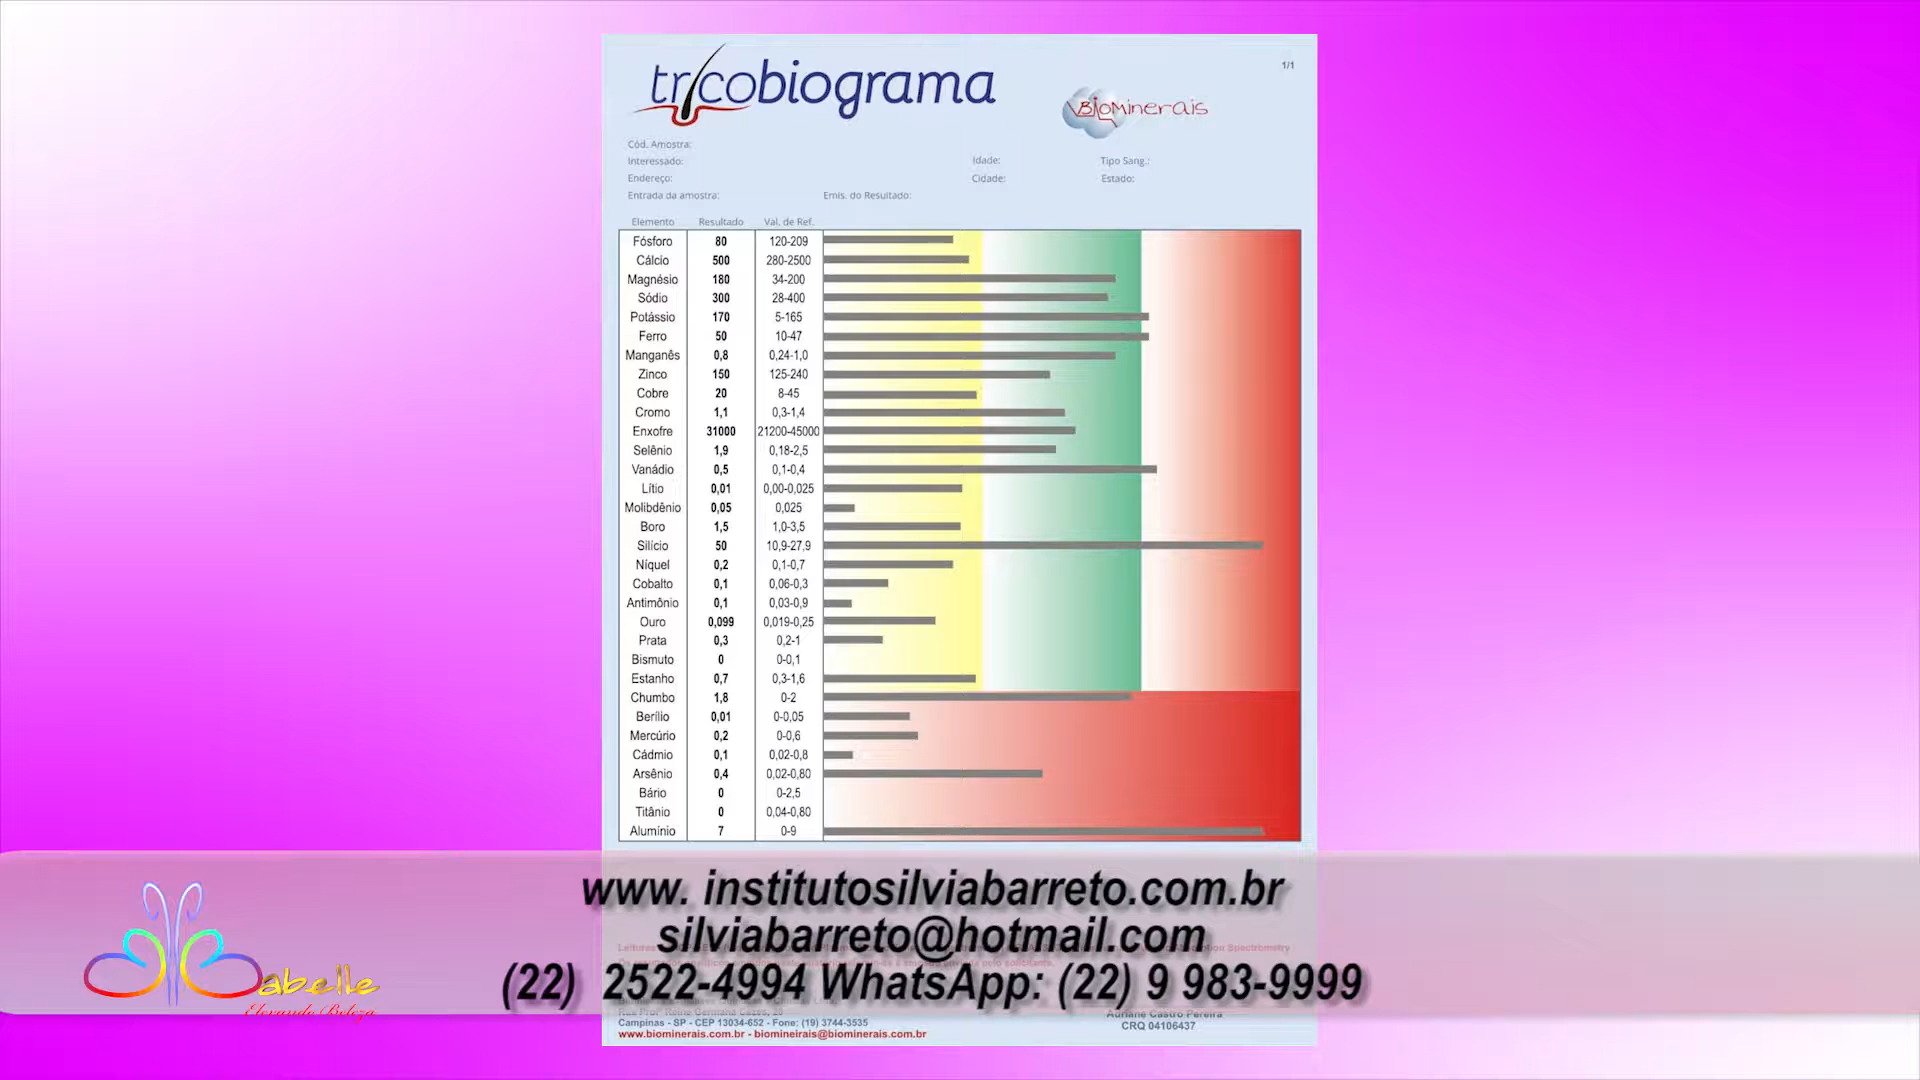 tricobiograma
BioMinerais
1/1
Cód. Amostra:
Interessado: Idade: Tipo Sang.:
Endereço: Cidade: Estado:
Entrada da amostra: Emis. do Resultado:
Elemento Resultado Val. de Ref.
Fósforo 80 120-209
Cálcio 500 280-2500
Magnésio 180 34-200
Sódio 300 28-400
Potássio 170 5-165
Ferro 50 10-47
Manganês 0,8 0,24-1,0
Zinco 150 125-240
Cobre 20 8-45
Cromo 1,1 0,3-1,4
Enxofre 31000 21200-45000
Selênio 1,9 0,18-2,5
Vanádio 0,5 0,1-0,4
Lítio 0,01 0,00-0,025
Molibdênio 0,05 0,025
Boro 1,5 1,0-3,5
Silício 50 10,9-27,9
Níquel 0,2 0,1-0,7
Cobalto 0,1 0,06-0,3
Antimônio 0,1 0,03-0,9
Ouro 0,099 0,019-0,25
Prata 0,3 0,2-1
Bismuto 0 0-0,1
Estanho 0,7 0,3-1,6
Chumbo 1,8 0-2
Berílio 0,01 0-0,05
Mercúrio 0,2 0-0,6
Cádmio 0,1 0,02-0,8
Arsênio 0,4 0,02-0,80
Bário 0 0-2,5
Titânio 0 0,04-0,80
Alumínio 7 0-9
www. institutosilviabarreto.com.br
silviabarreto@hotmail.com
(22) 2522-4994 WhatsApp: (22) 9 983-9999
abelle
Elevando Beleza
Spectrometry
pelo solicitante.
Castro Pereira
Campinas - SP - CEP 13034-652 - Fone: (19) 3744-3535
CRQ 04106437
www.biominerais.com.br - biomineirais@biominerais.com.br